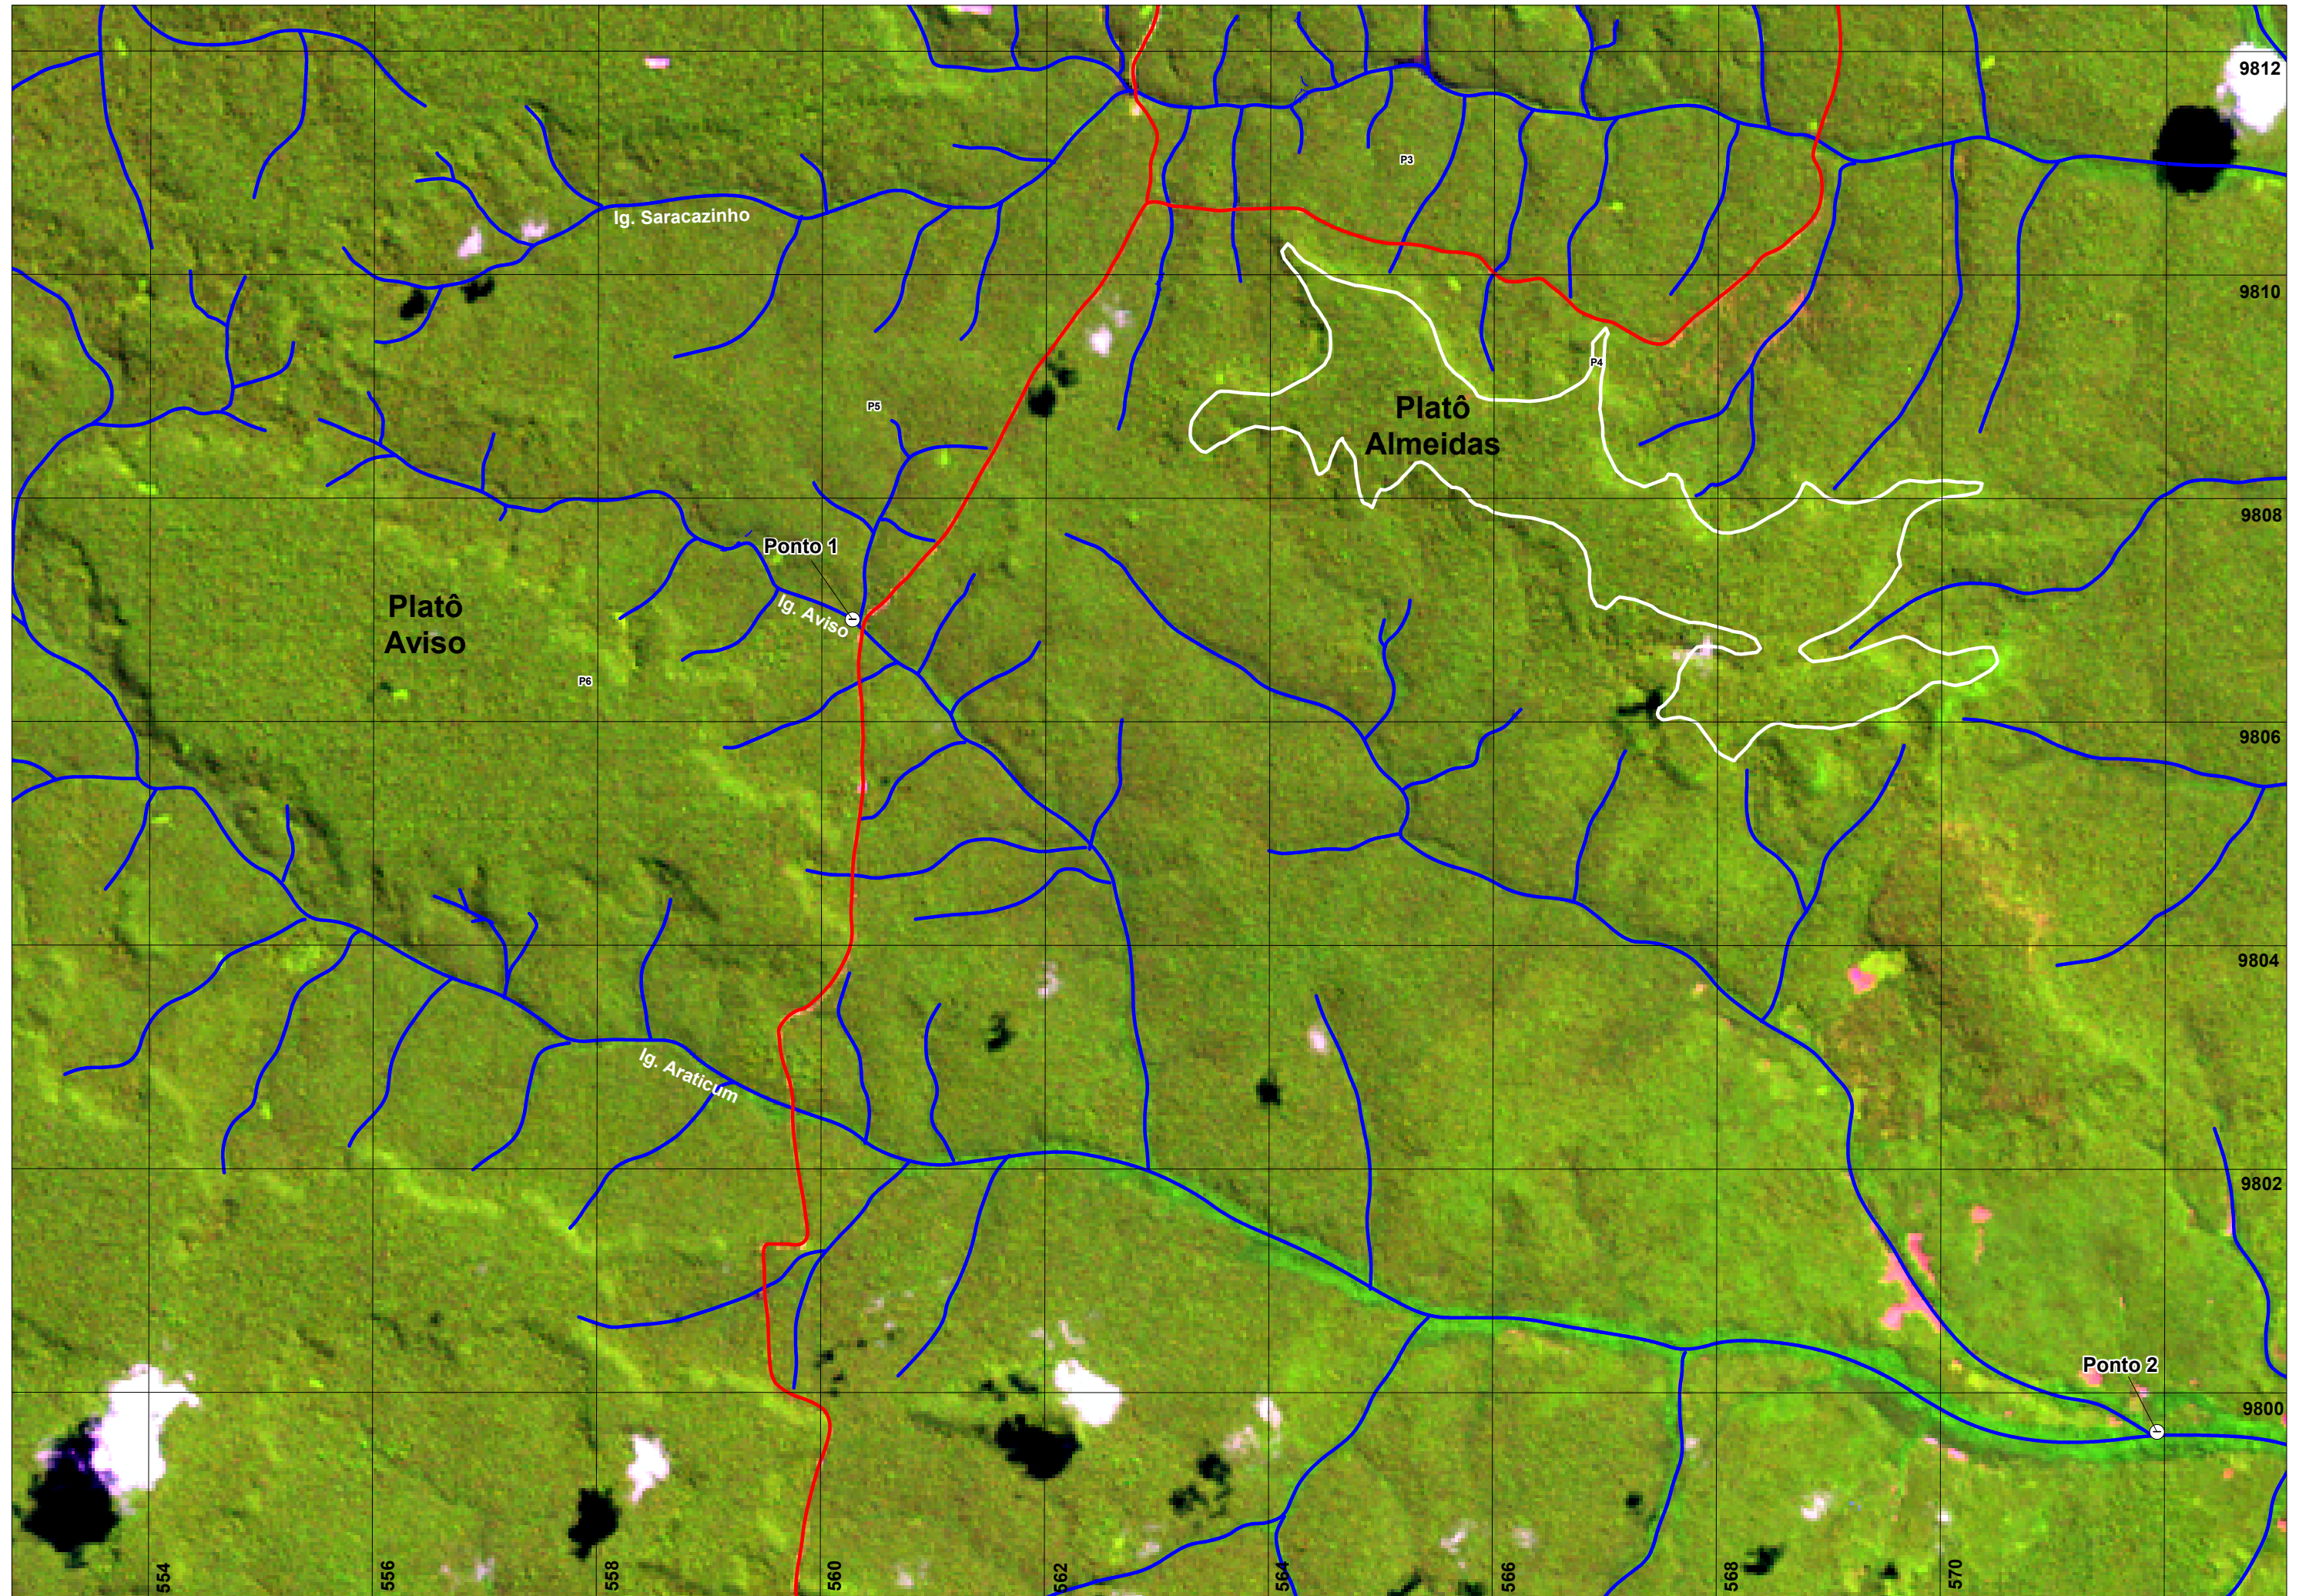 9812
P3
Ig. Saracazinho
9810
P4
P5
Platô
Almeidas
9808
Ponto 1
Platô
Aviso
Ig. Aviso
P6
9806
9804
Ig. Araticum
9802
Ponto 2
9800
554
556
558
560
562
564
566
568
570